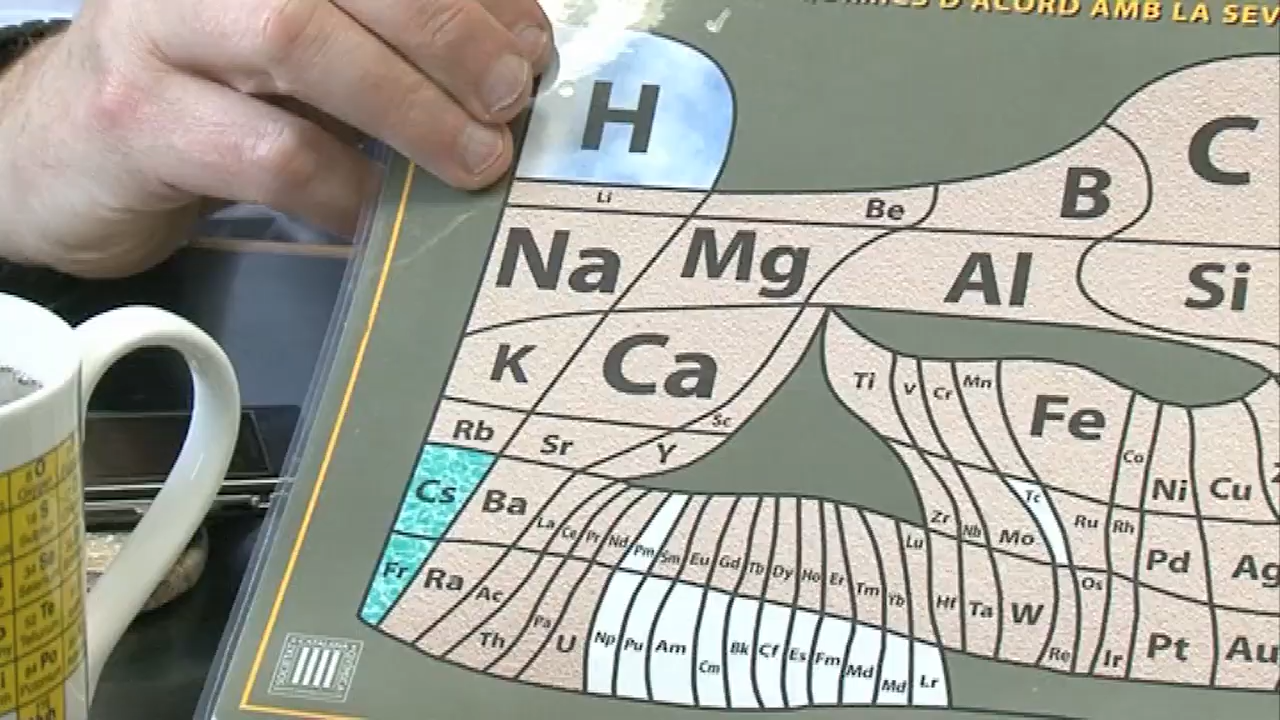 D'ACORD AMB LA SEV
H
C
B
Li
Be
Na
Mg
Al
Si
K
Ca
Ti
V
Cr
Mn
Fe
Co
Ni
Cu
Rb
Sr
Sc
Y
Zr
Nb
Mo
Tc
Ru
Rh
Pd
Ag
Cs
Ba
La
Ce
Pr
Nd
Pm
Sm
Eu
Gd
Tb
Dy
Ho
Er
Tm
Yb
Lu
Hf
Ta
W
Re
Os
Ir
Pt
Au
Fr
Ra
Ac
Th
Pa
U
Np
Pu
Am
Cm
Bk
Cf
Es
Fm
Md
Md
Lr
O
S
Te
Po